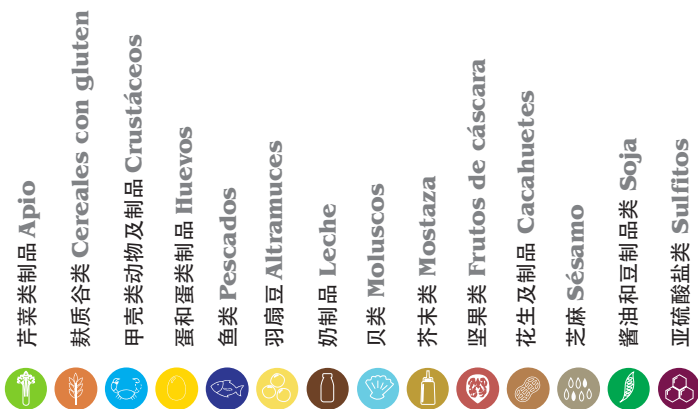 芹菜类制品 Apio
麸质谷类 Cereales con gluten
甲壳类动物及制品 Crustáceos
蛋和蛋类制品 Huevos
鱼类 Pescados
羽扇豆 Altramuces
奶制品 Leche
贝类 Moluscos
芥末类 Mostaza
坚果类 Frutos de cáscara
花生及制品 Cacahuetes
芝麻 Sésamo
酱油和豆制品类 Soja
亚硫酸盐类 Sulfitos